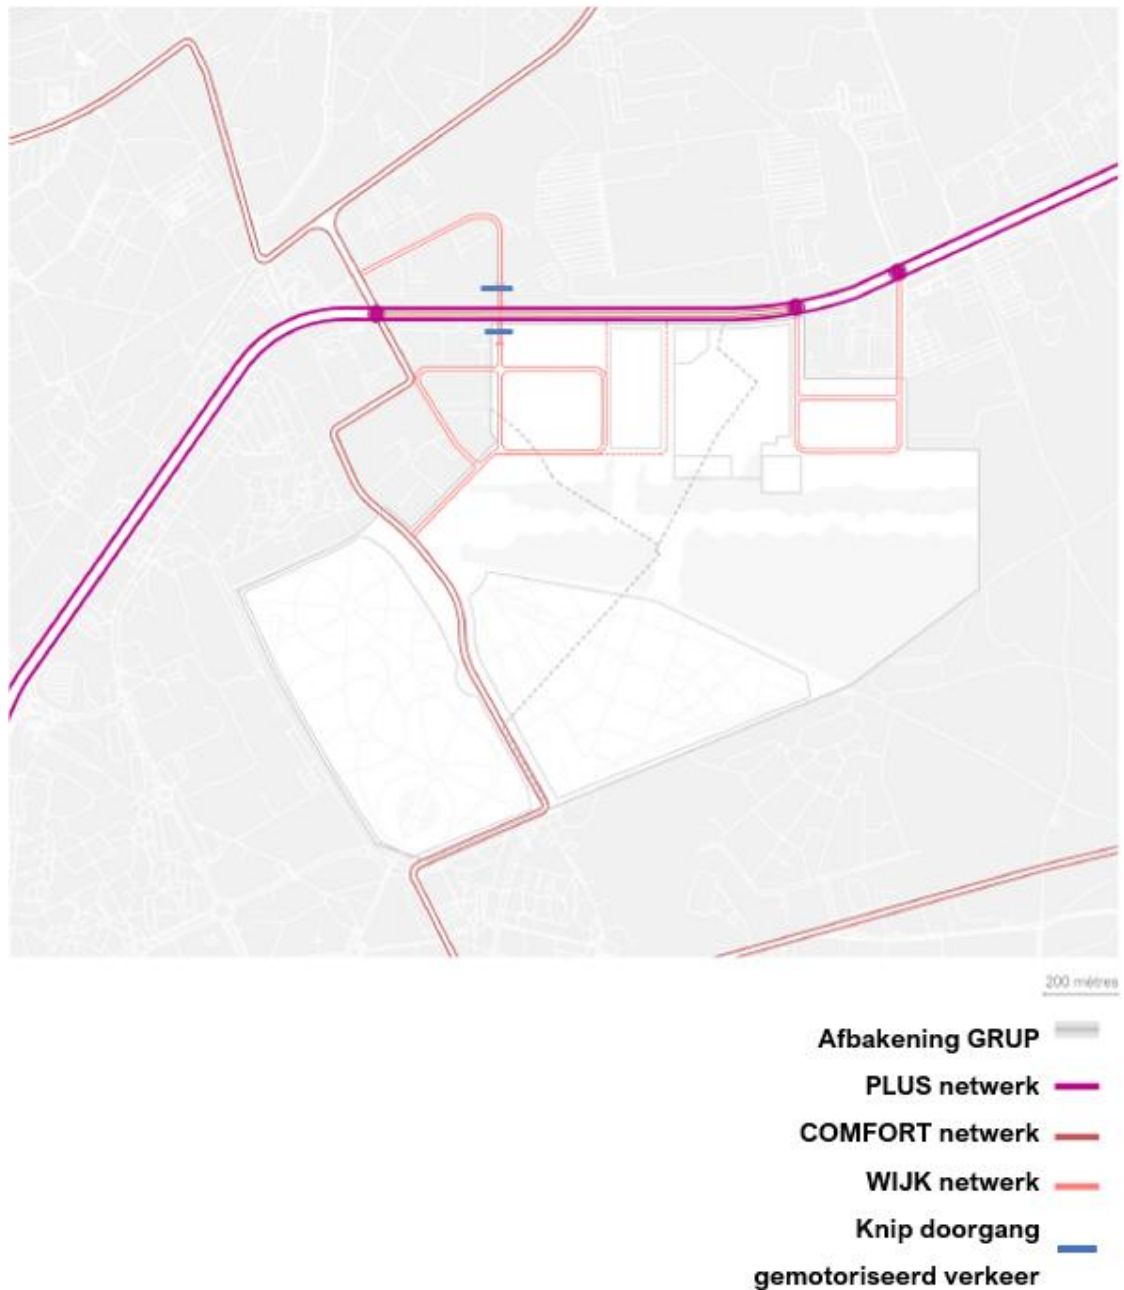 200 mètres
Afbakening GRUP
PLUS netwerk
COMFORT netwerk
WIJK netwerk
Knip doorgang
gemotoriseerd verkeer